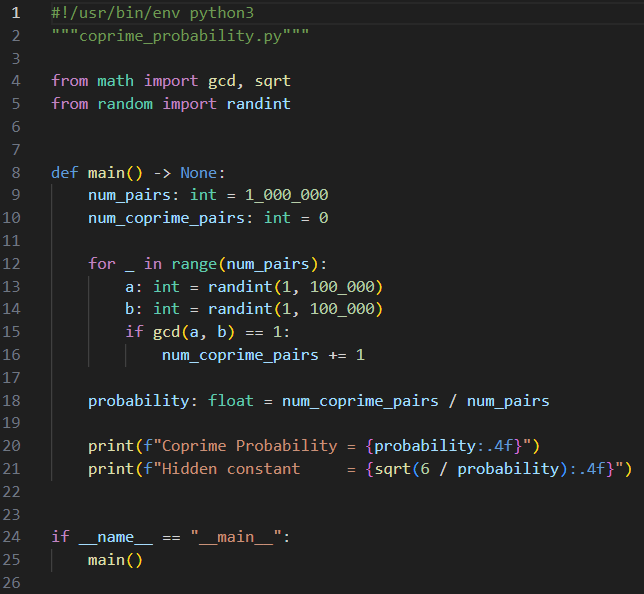 1 #!/usr/bin/env python3
2 """coprime_probability.py"""
3
4 from math import gcd, sqrt
5 from random import randint
6
7
8 def main() -> None:
9     num_pairs: int = 1_000_000
10     num_coprime_pairs: int = 0
11
12     for _ in range(num_pairs):
13         a: int = randint(1, 100_000)
14         b: int = randint(1, 100_000)
15         if gcd(a, b) == 1:
16             num_coprime_pairs += 1
17
18     probability: float = num_coprime_pairs / num_pairs
19
20     print(f"Coprime Probability = {probability:.4f}")
21     print(f"Hidden constant     = {sqrt(6 / probability):.4f}")
22
23
24 if __name__ == "__main__":
25     main()
26